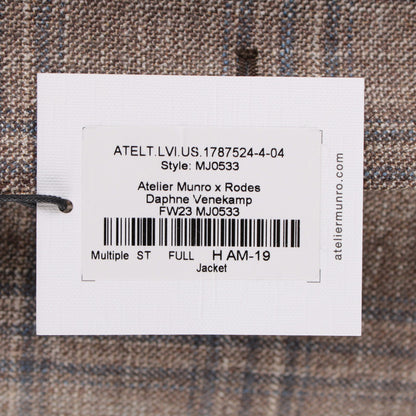 ATELT.LVI.US.1787524-4-04
Style: MJ0533
Atelier Munro x Rodes
Daphne Venekamp
FW23 MJ0533
Multiple ST FULL H AM-19
Jacket
ateliermunro.com